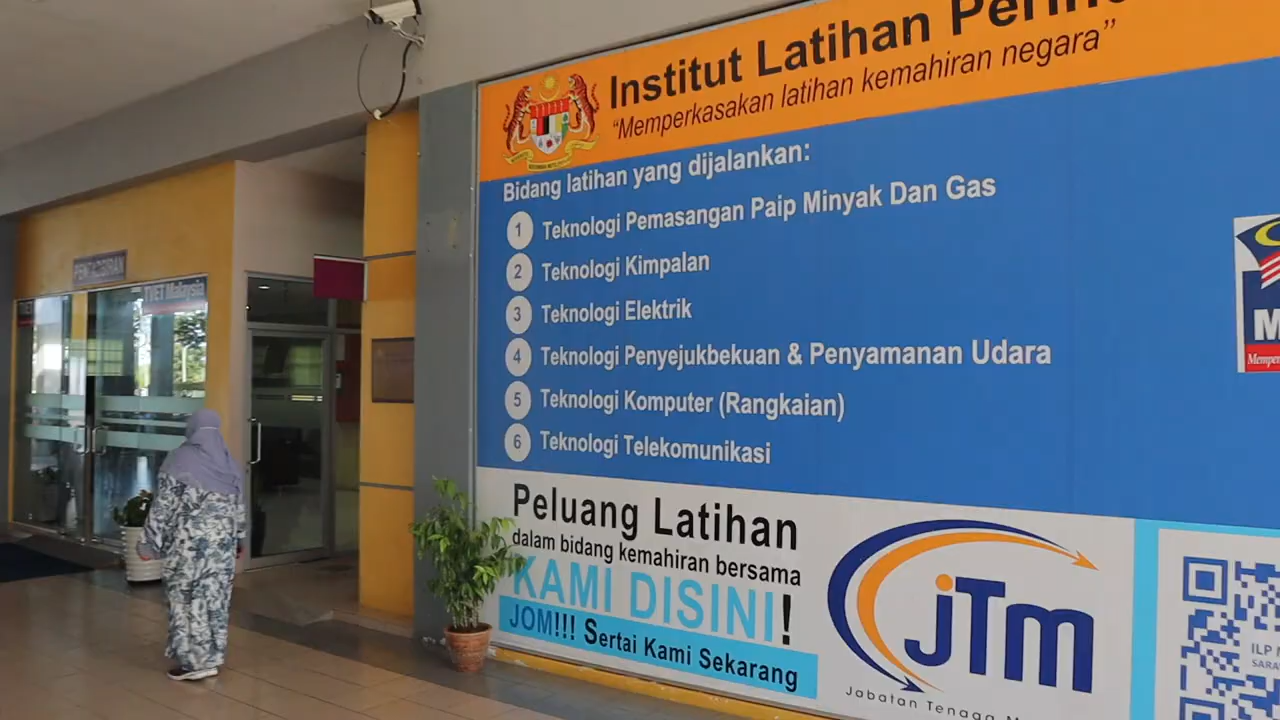 Institut Latihan
“Memperkasakan latihan kemahiran negara”
Bidang latihan yang dijalankan:
1 Teknologi Pemasangan Paip Minyak Dan Gas
2 Teknologi Kimpalan
3 Teknologi Elektrik
4 Teknologi Penyejukbekuan & Penyamanan Udara
5 Teknologi Komputer (Rangkaian)
6 Teknologi Telekomunikasi
Peluang Latihan
dalam bidang kemahiran bersama
KAMI DISINI!
JOM!!! Sertai Kami Sekarang
jTm
Jabatan Tenaga
ILP
PENTADBIRAN
TVET Malaysia